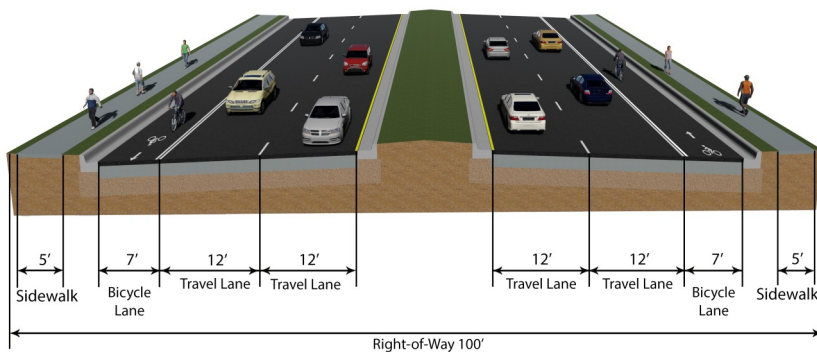 5’ 7’ 12’ 12’ 12’ 12’ 7’ 5’
Sidewalk Bicycle Lane Travel Lane Travel Lane Travel Lane Travel Lane Bicycle Lane Sidewalk
Right-of-Way 100’